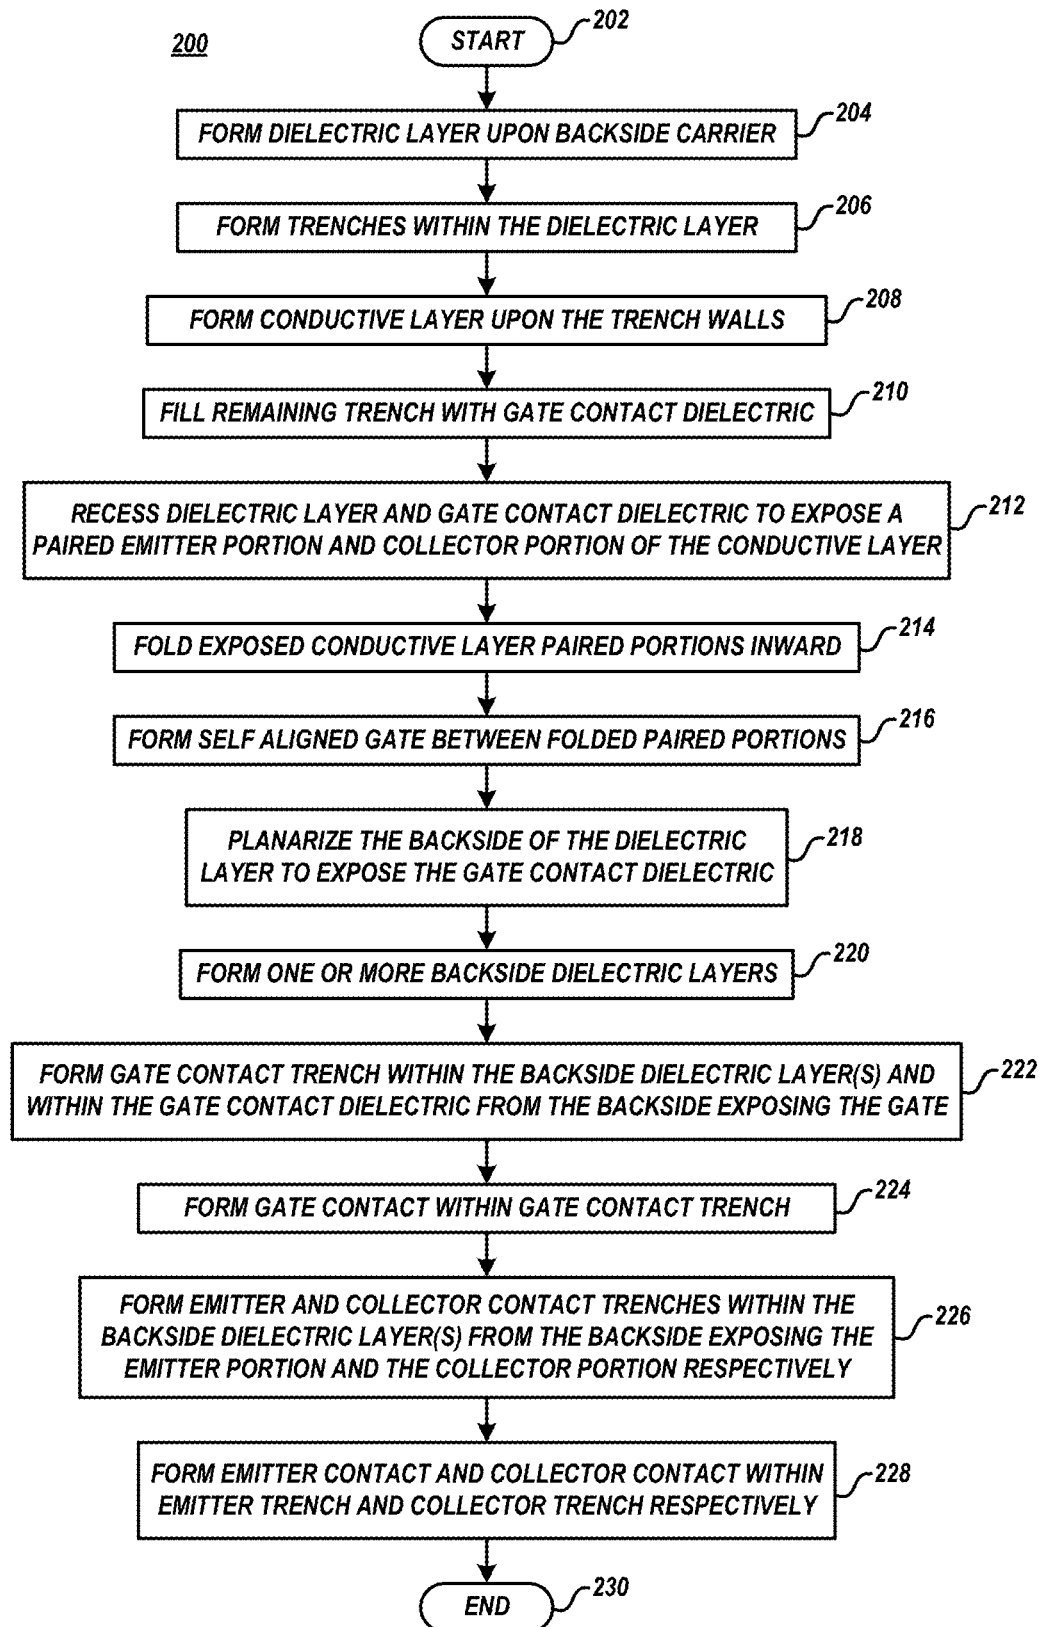 200
START
202
FORM DIELECTRIC LAYER UPON BACKSIDE CARRIER
204
FORM TRENCHES WITHIN THE DIELECTRIC LAYER
206
FORM CONDUCTIVE LAYER UPON THE TRENCH WALLS
208
FILL REMAINING TRENCH WITH GATE CONTACT DIELECTRIC
210
RECESS DIELECTRIC LAYER AND GATE CONTACT DIELECTRIC TO EXPOSE A
PAIRED EMITTER PORTION AND COLLECTOR PORTION OF THE CONDUCTIVE LAYER
212
FOLD EXPOSED CONDUCTIVE LAYER PAIRED PORTIONS INWARD
214
FORM SELF ALIGNED GATE BETWEEN FOLDED PAIRED PORTIONS
216
PLANARIZE THE BACKSIDE OF THE DIELECTRIC
LAYER TO EXPOSE THE GATE CONTACT DIELECTRIC
218
FORM ONE OR MORE BACKSIDE DIELECTRIC LAYERS
220
FORM GATE CONTACT TRENCH WITHIN THE BACKSIDE DIELECTRIC LAYER(S) AND
WITHIN THE GATE CONTACT DIELECTRIC FROM THE BACKSIDE EXPOSING THE GATE
222
FORM GATE CONTACT WITHIN GATE CONTACT TRENCH
224
FORM EMITTER AND COLLECTOR CONTACT TRENCHES WITHIN THE
BACKSIDE DIELECTRIC LAYER(S) FROM THE BACKSIDE EXPOSING THE
EMITTER PORTION AND THE COLLECTOR PORTION RESPECTIVELY
226
FORM EMITTER CONTACT AND COLLECTOR CONTACT WITHIN
EMITTER TRENCH AND COLLECTOR TRENCH RESPECTIVELY
228
END
230